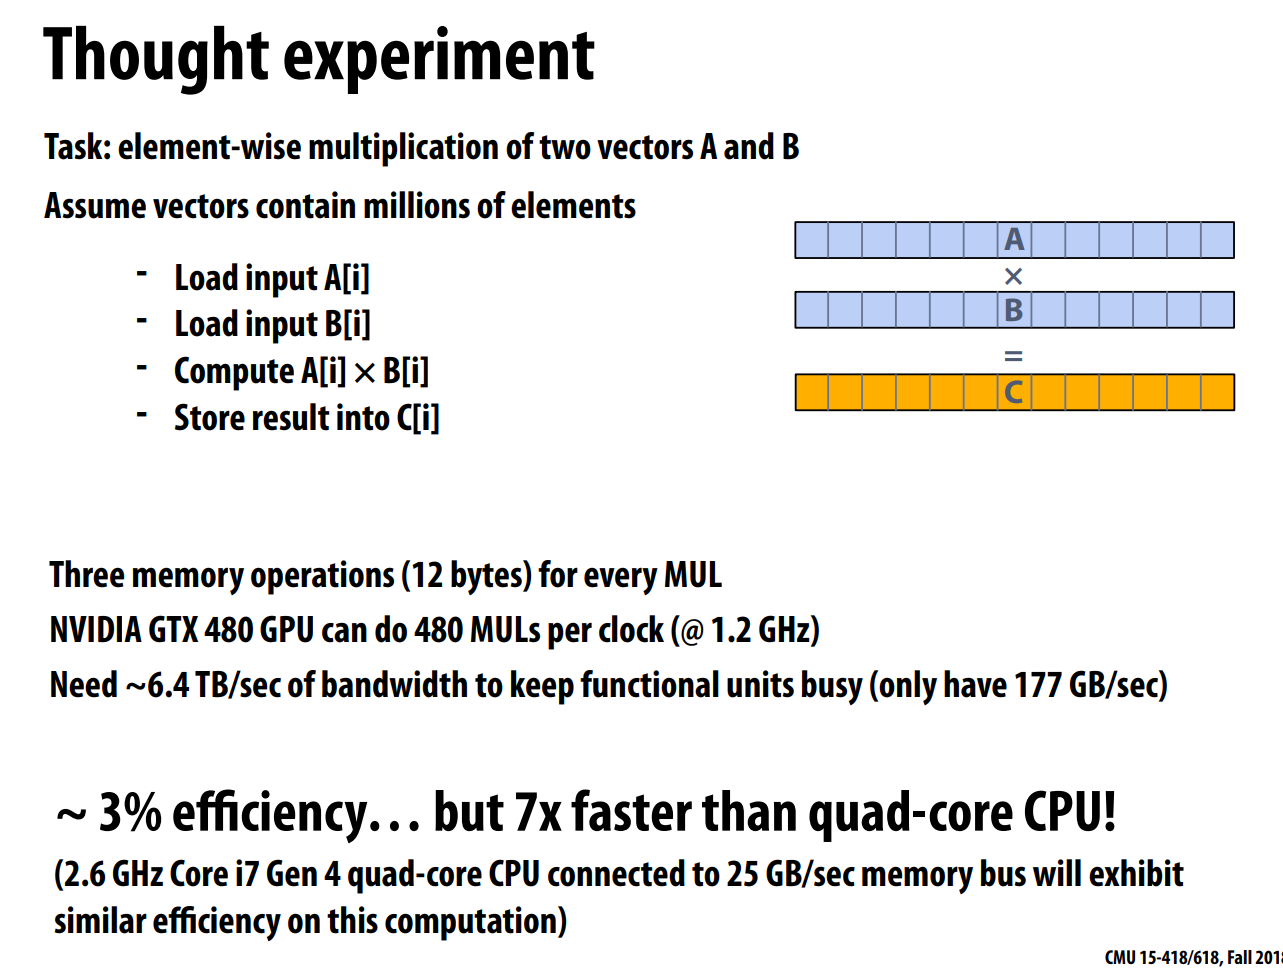 Thought experiment
Task: element-wise multiplication of two vectors A and B
Assume vectors contain millions of elements
- Load input A[i]
- Load input B[i]
- Compute A[i] × B[i]
- Store result into C[i]
A
×
B
=
C
Three memory operations (12 bytes) for every MUL
NVIDIA GTX 480 GPU can do 480 MULs per clock (@ 1.2 GHz)
Need ~6.4 TB/sec of bandwidth to keep functional units busy (only have 177 GB/sec)
~ 3% efficiency… but 7x faster than quad-core CPU!
(2.6 GHz Core i7 Gen 4 quad-core CPU connected to 25 GB/sec memory bus will exhibit
similar efficiency on this computation)
CMU 15-418/618, Fall 2018